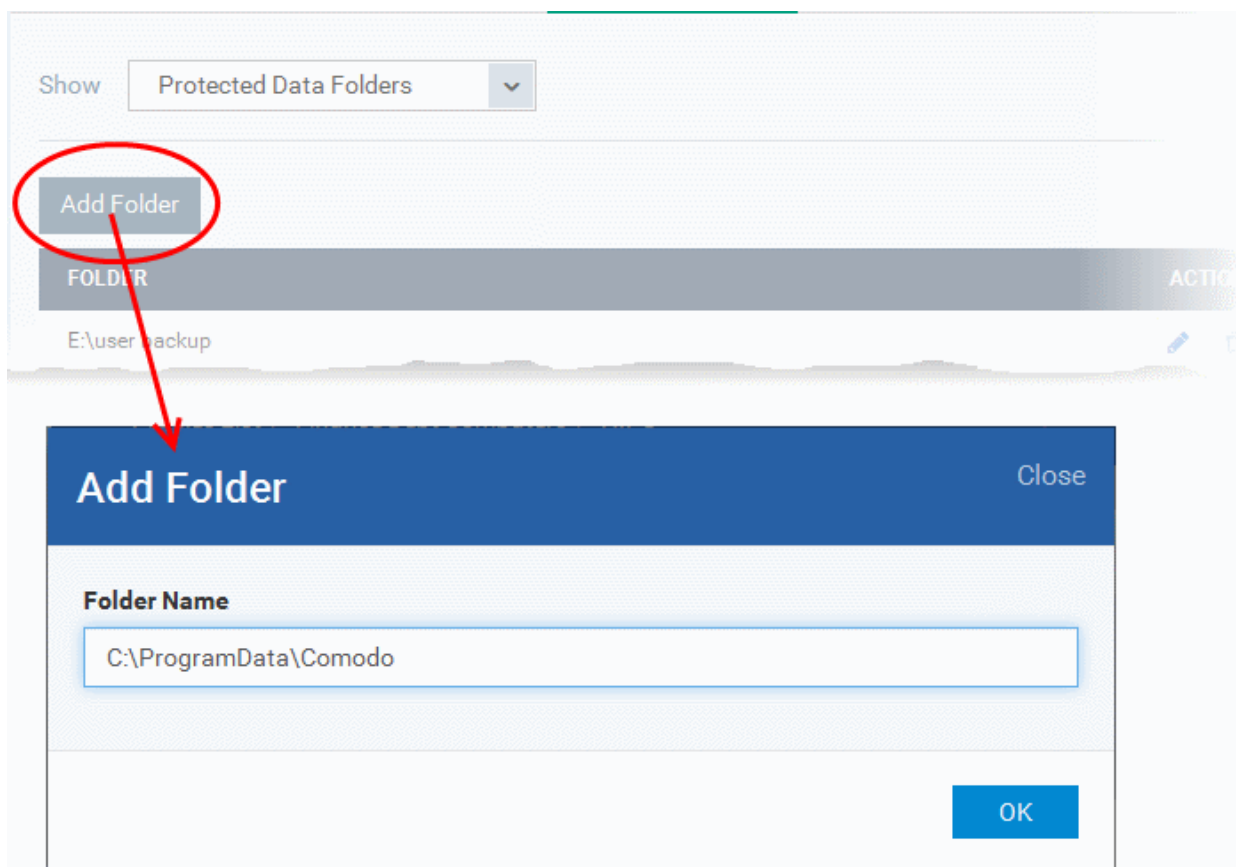 Show Protected Data Folders
Add Folder
FOLDER
E:\user backup
Add Folder Close
Folder Name
C:\ProgramData\Comodo
OK